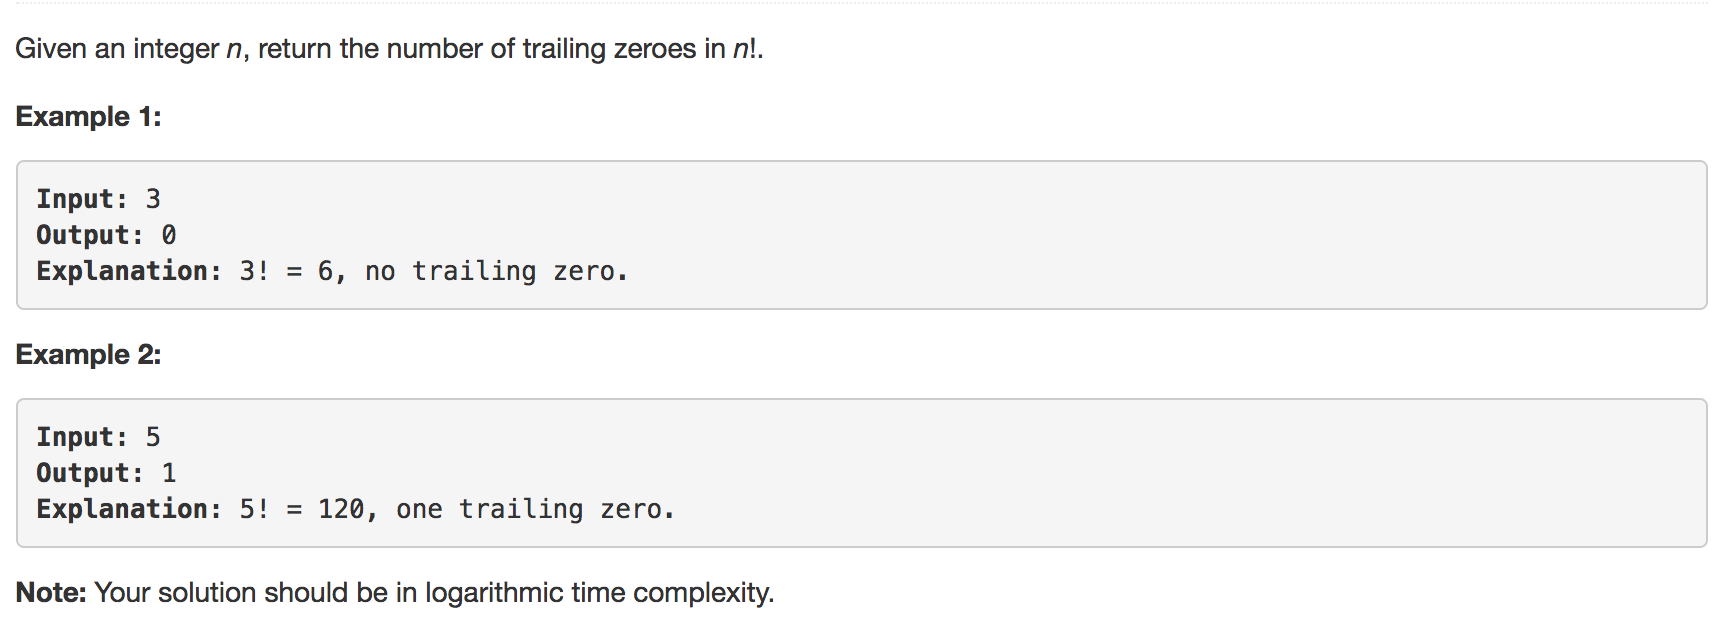 Given an integer n, return the number of trailing zeroes in n!.
Example 1:
Input: 3
Output: 0
Explanation: 3! = 6, no trailing zero.
Example 2:
Input: 5
Output: 1
Explanation: 5! = 120, one trailing zero.
Note: Your solution should be in logarithmic time complexity.